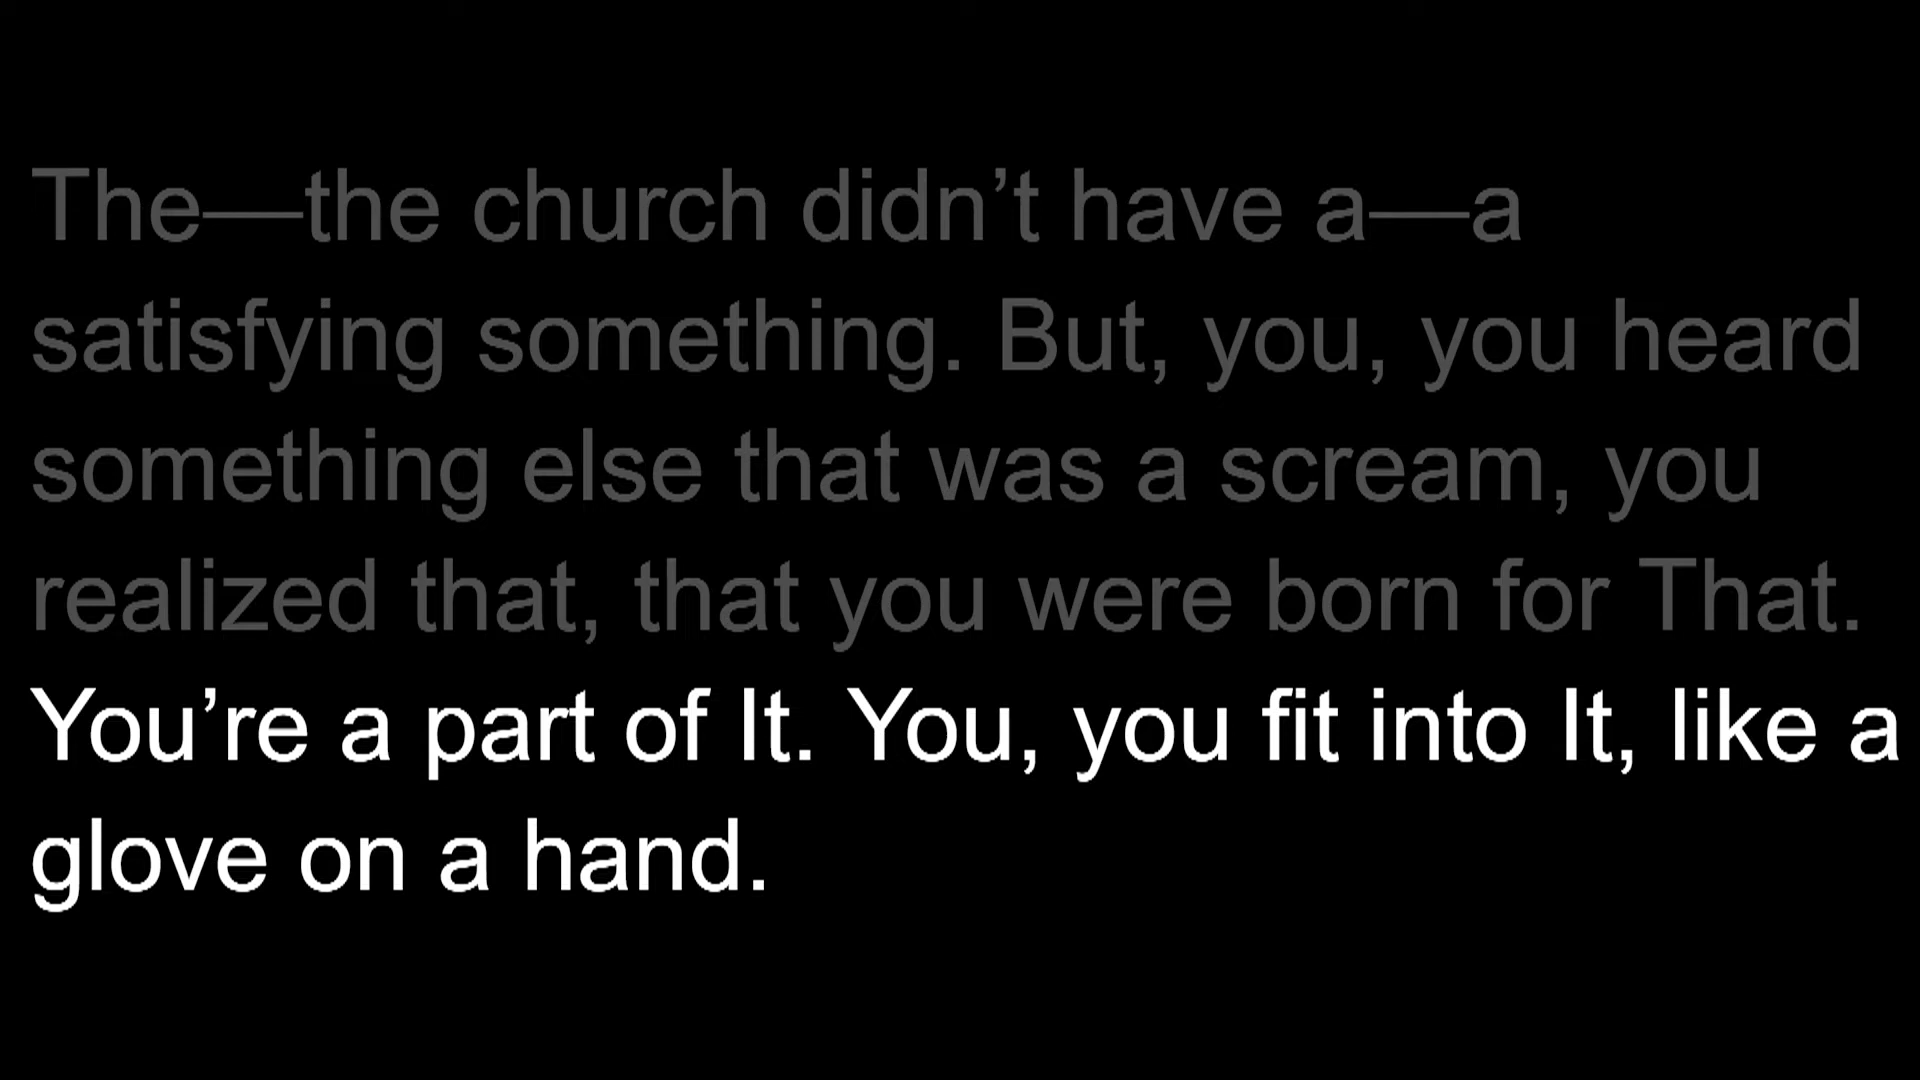 The—the church didn’t have a—a
satisfying something. But, you, you heard
something else that was a scream, you
realized that, that you were born for That.
You’re a part of It. You, you fit into It, like a
glove on a hand.